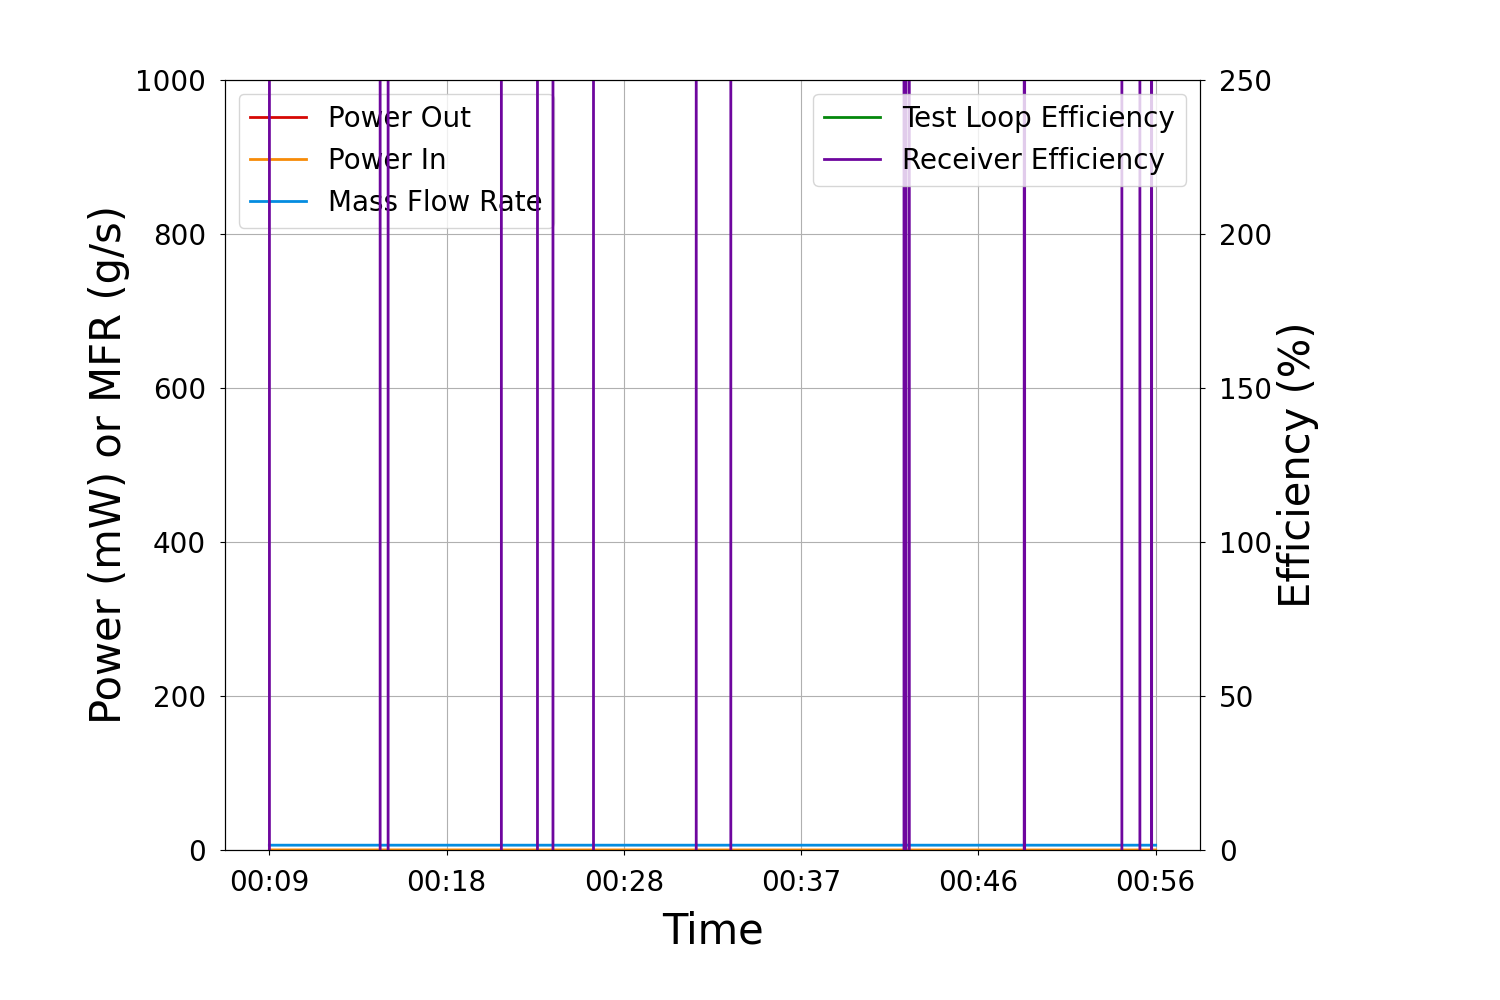 1000
800
600
400
200
0
Power (mW) or MFR (g/s)
Power Out
Power In
Mass Flow Rate
Test Loop Efficiency
Receiver Efficiency
250
200
150
100
50
0
Efficiency (%)
00:09 00:18 00:28 00:37 00:46 00:56
Time